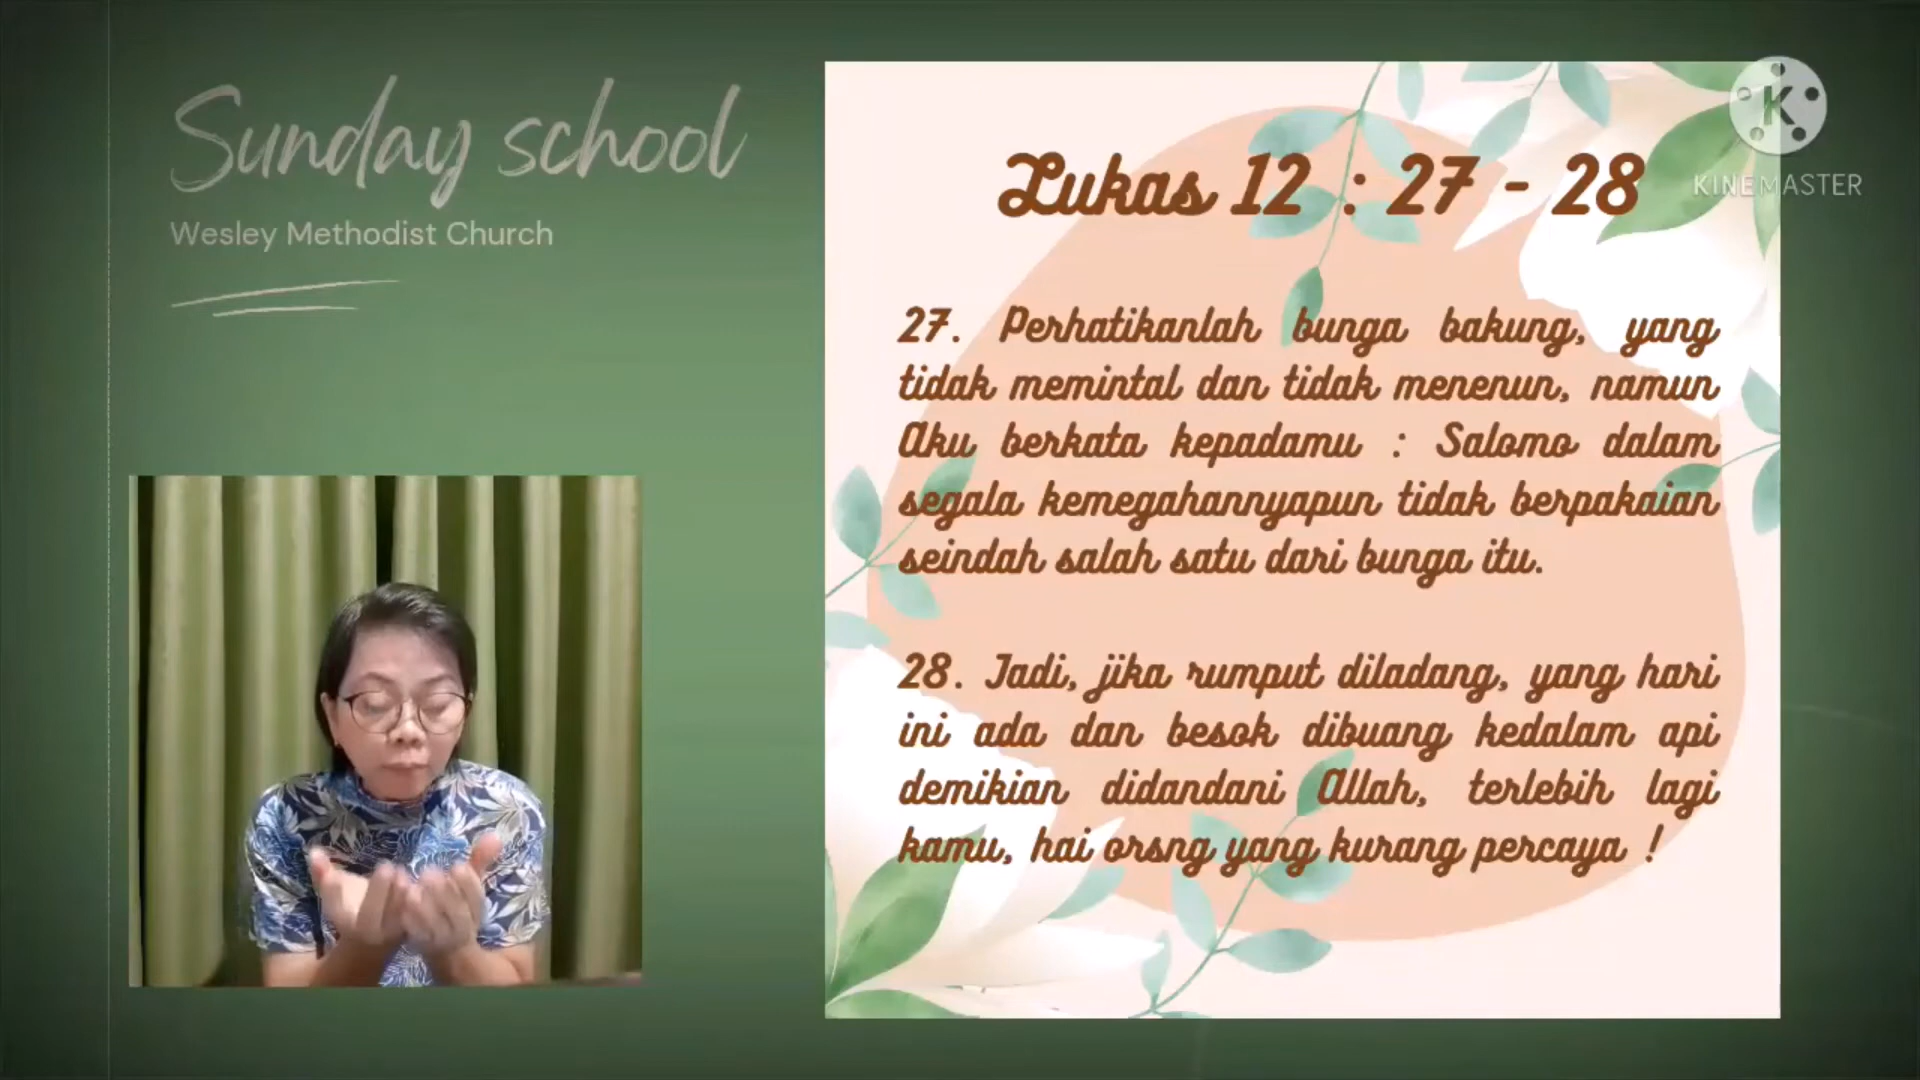 Sunday school
Wesley Methodist Church
K
KINEMASTER
Lukas 12 : 27 - 28
27. Perhatikanlah bunga bakung, yang
tidak memintal dan tidak menenun, namun
Aku berkata kepadamu : Salomo dalam
segala kemegahannyapun tidak berpakaian
seindah salah satu dari bunga itu.
28. Jadi, jika rumput diladang, yang hari
ini ada dan besok dibuang kedalam api
demikian didandani Allah, terlebih lagi
kamu, hai orsng yang kurang percaya !